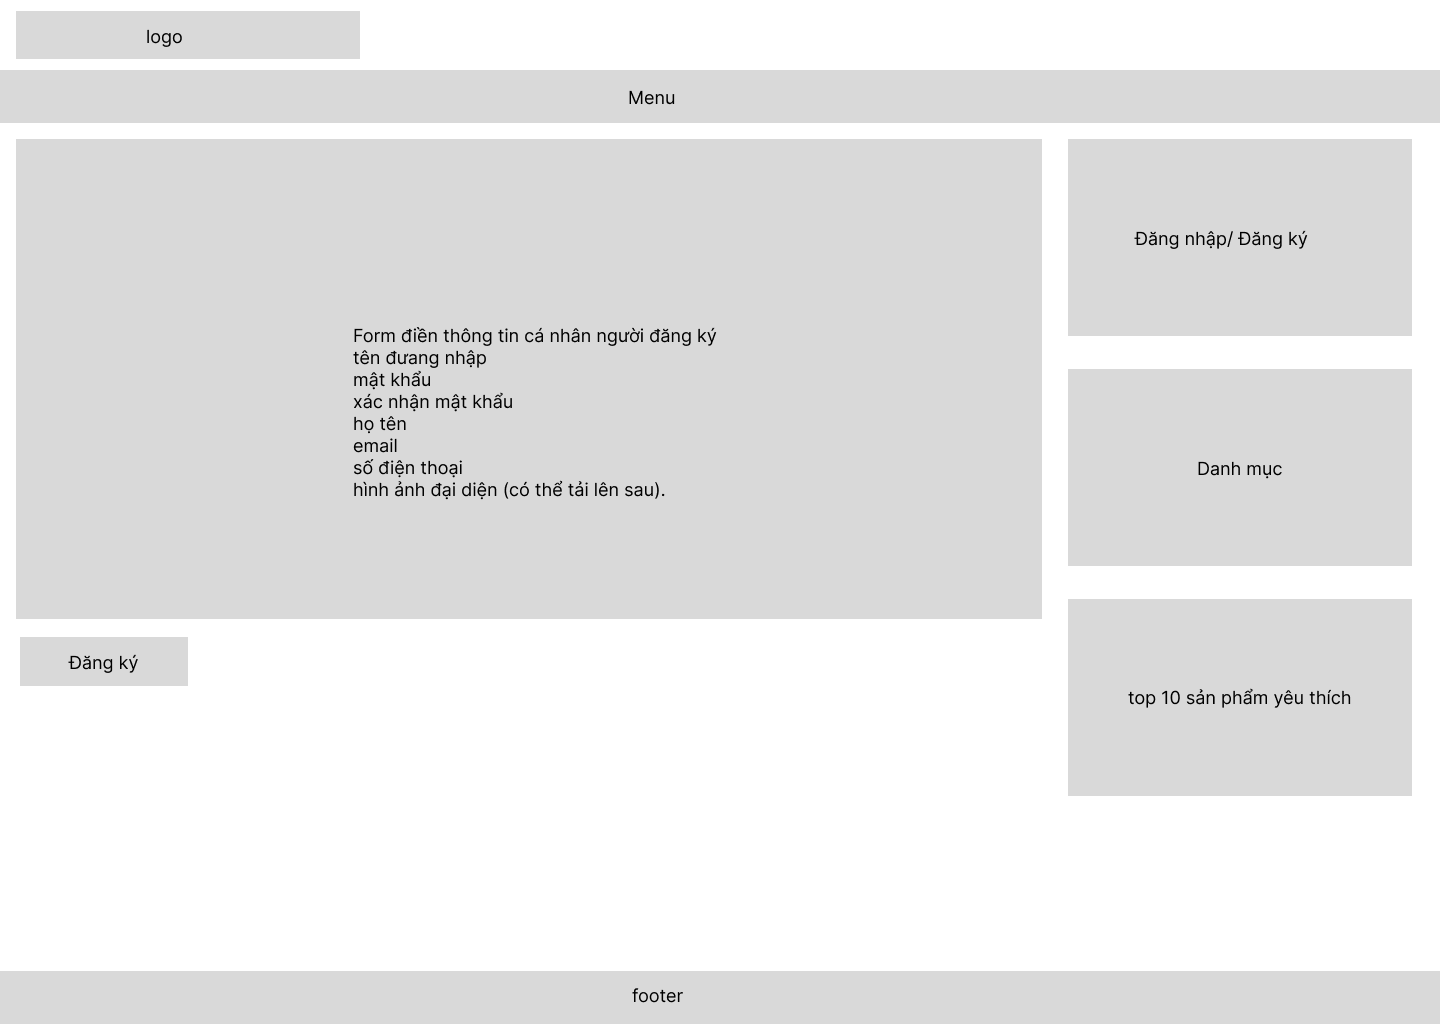 logo
Menu
Form điền thông tin cá nhân người đăng ký
tên đưang nhập
mật khẩu
xác nhận mật khẩu
họ tên
email
số điện thoại
hình ảnh đại diện (có thể tải lên sau).
Đăng ký
Đăng nhập/ Đăng ký
Danh mục
top 10 sản phẩm yêu thích
footer